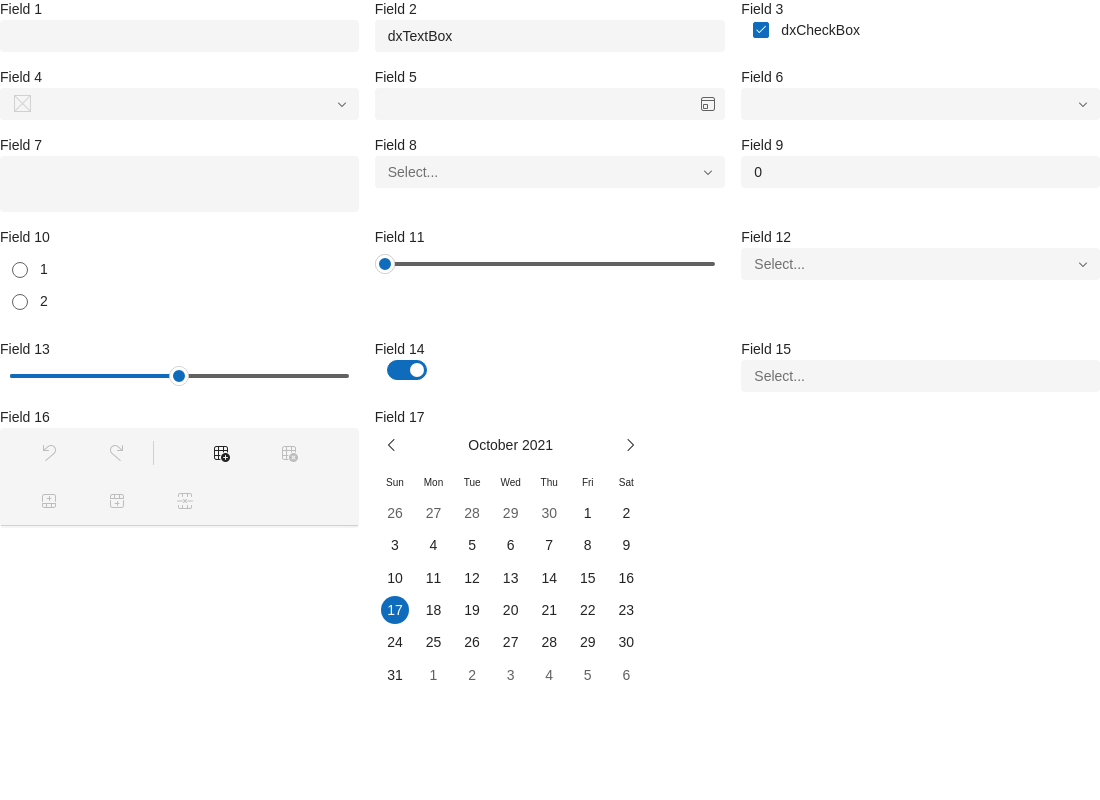 Field 1 Field 2 Field 3
dxTextBox dxCheckBox
Field 4 Field 5 Field 6
Field 7 Field 8 Field 9
Select... 0
Field 10 Field 11 Field 12
1 Select...
2
Field 13 Field 14 Field 15
Select...
Field 16 Field 17
October 2021
Sun Mon Tue Wed Thu Fri Sat
26 27 28 29 30 1 2
3 4 5 6 7 8 9
10 11 12 13 14 15 16
17 18 19 20 21 22 23
24 25 26 27 28 29 30
31 1 2 3 4 5 6